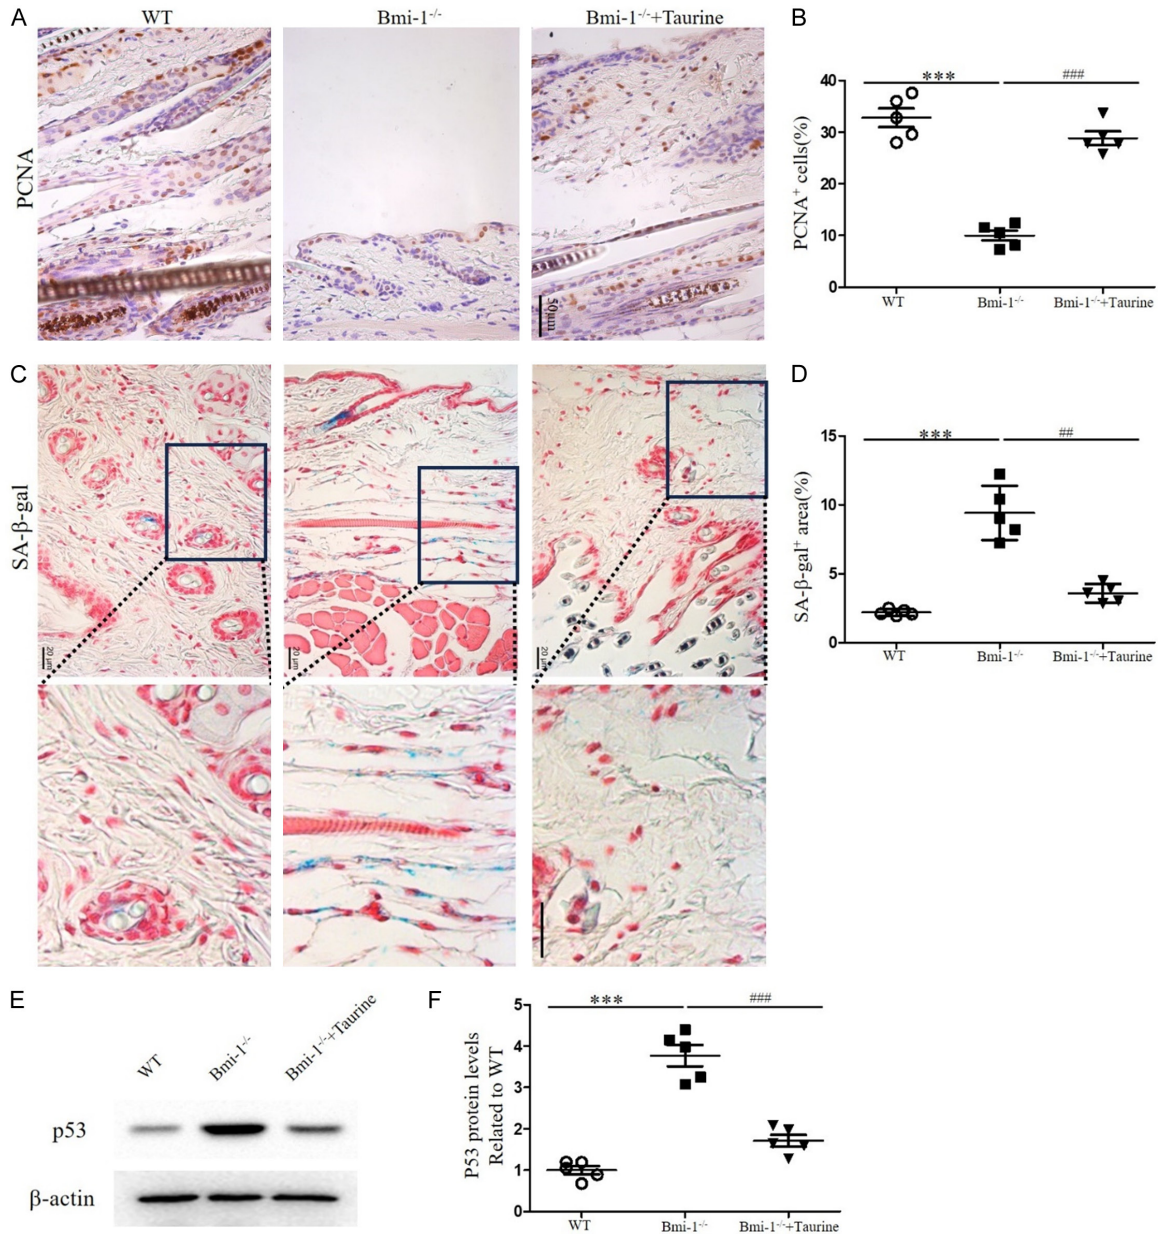 A
WT
Bmi-1⁻/⁻
Bmi-1⁻/⁻+Taurine
PCNA
50μm
B
***
###
PCNA⁺ cells(%)
40
30
20
10
0
WT
Bmi-1⁻/⁻
Bmi-1⁻/⁻+Taurine
C
SA-β-gal
20 μm
20 μm
20 μm
D
***
##
SA-β-gal⁺ area(%)
15
10
5
0
WT
Bmi-1⁻/⁻
Bmi-1⁻/⁻+Taurine
E
WT
Bmi-1⁻/⁻
Bmi-1⁻/⁻+Taurine
p53
β-actin
F
***
###
P53 protein levels
Related to WT
5
4
3
2
1
0
WT
Bmi-1⁻/⁻
Bmi-1⁻/⁻+Taurine